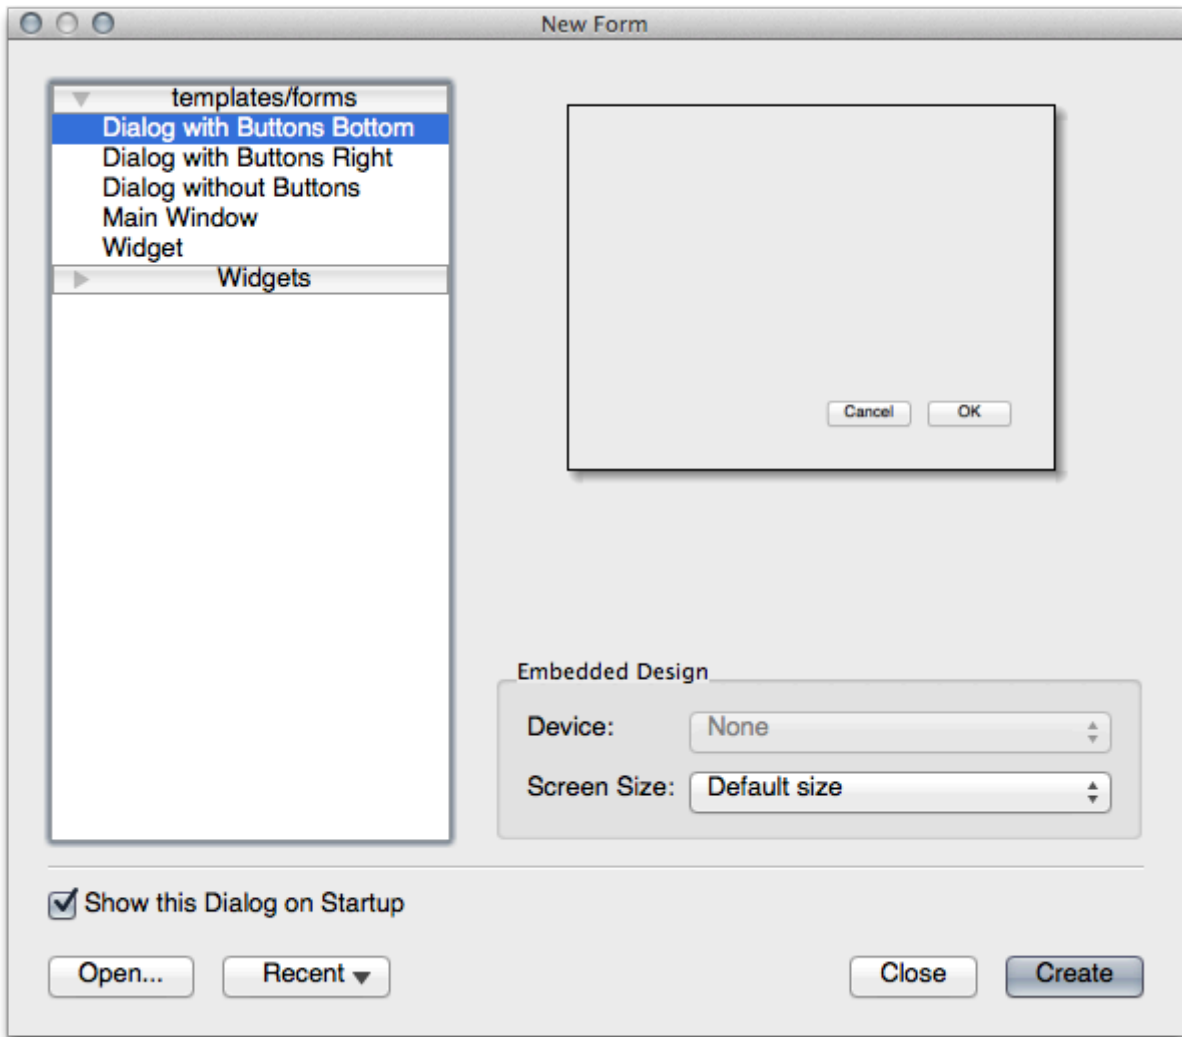 New Form
templates/forms
Dialog with Buttons Bottom
Dialog with Buttons Right
Dialog without Buttons
Main Window
Widget
Widgets
Cancel
OK
Embedded Design
Device:
None
Screen Size:
Default size
Show this Dialog on Startup
Open...
Recent
Close
Create